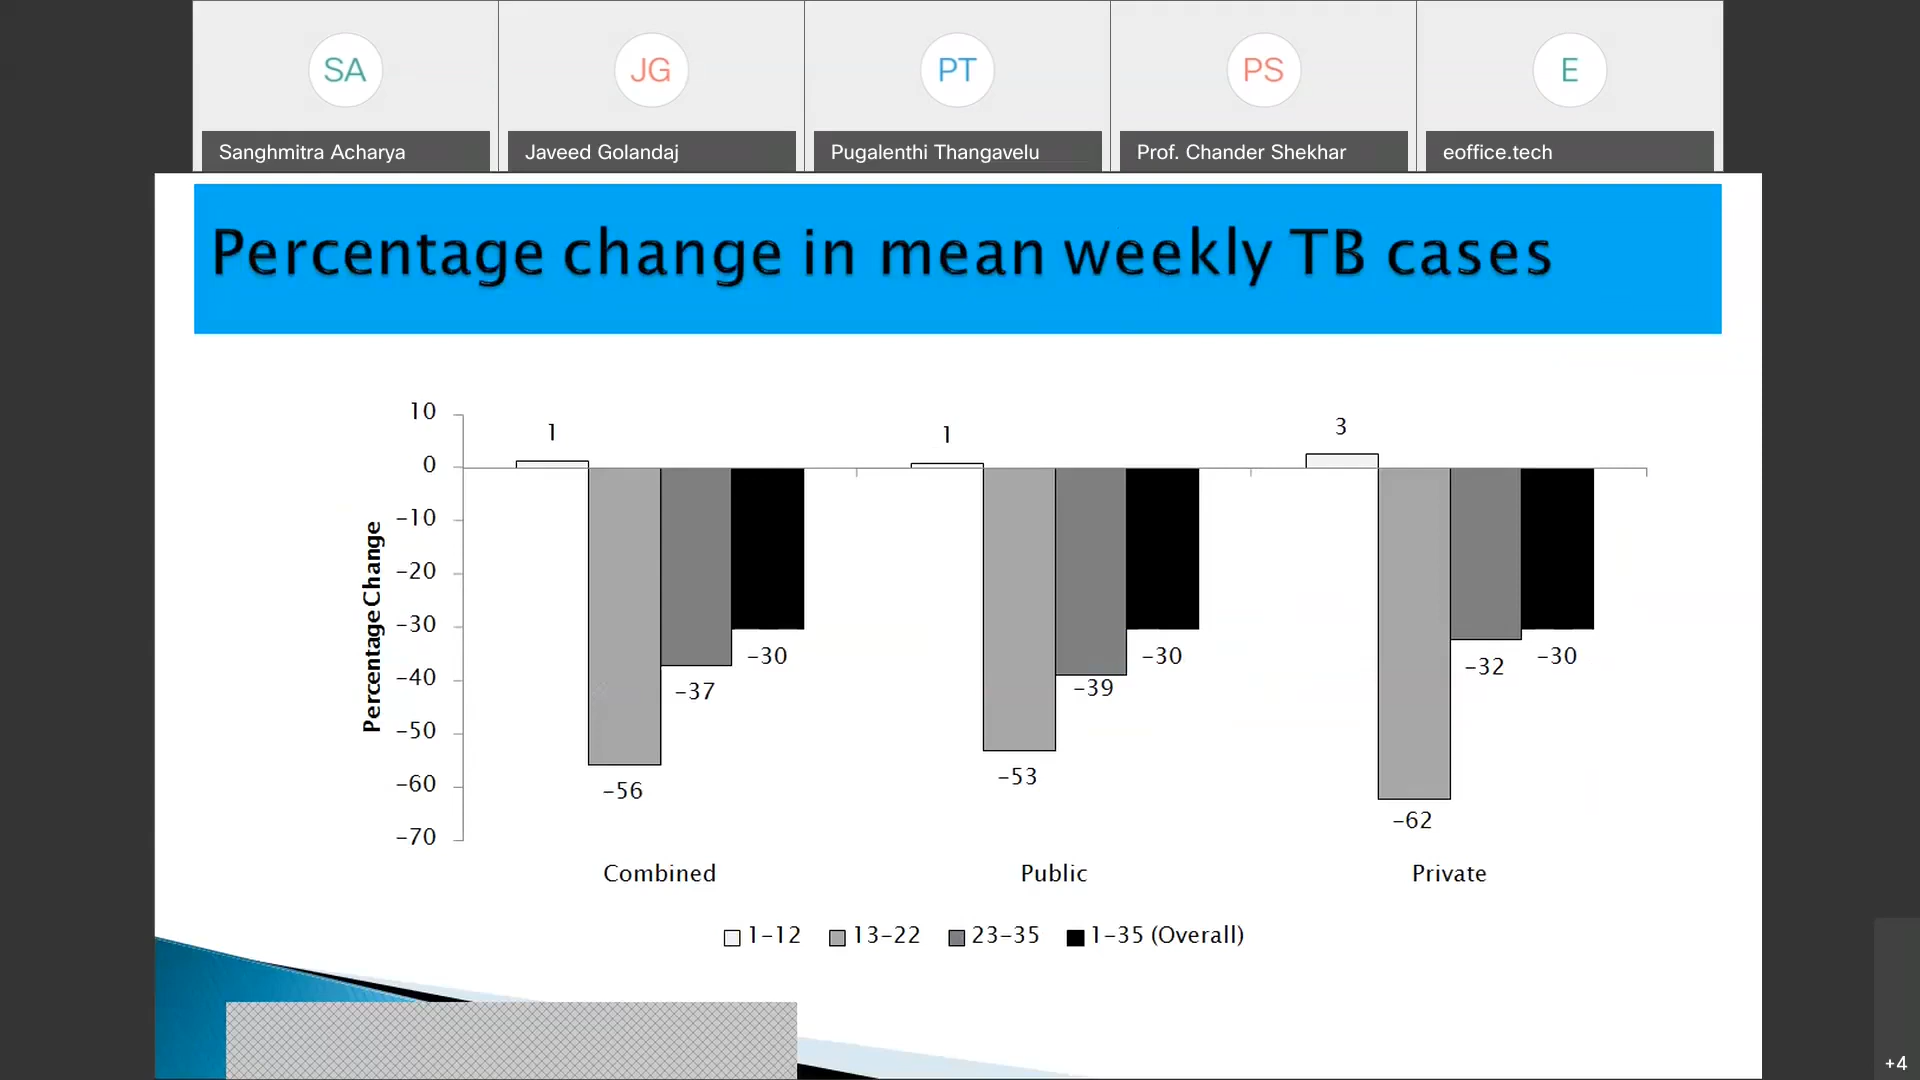 SA
JG
PT
PS
E
Sanghmitra Acharya
Javeed Golandaj
Pugalenthi Thangavelu
Prof. Chander Shekhar
eoffice.tech
Percentage change in mean weekly TB cases
Percentage Change
10
0
-10
-20
-30
-40
-50
-60
-70
1
-56
-37
-30
1
-53
-39
-30
3
-62
-32
-30
Combined
Public
Private
1-12
13-22
23-35
1-35 (Overall)
+4